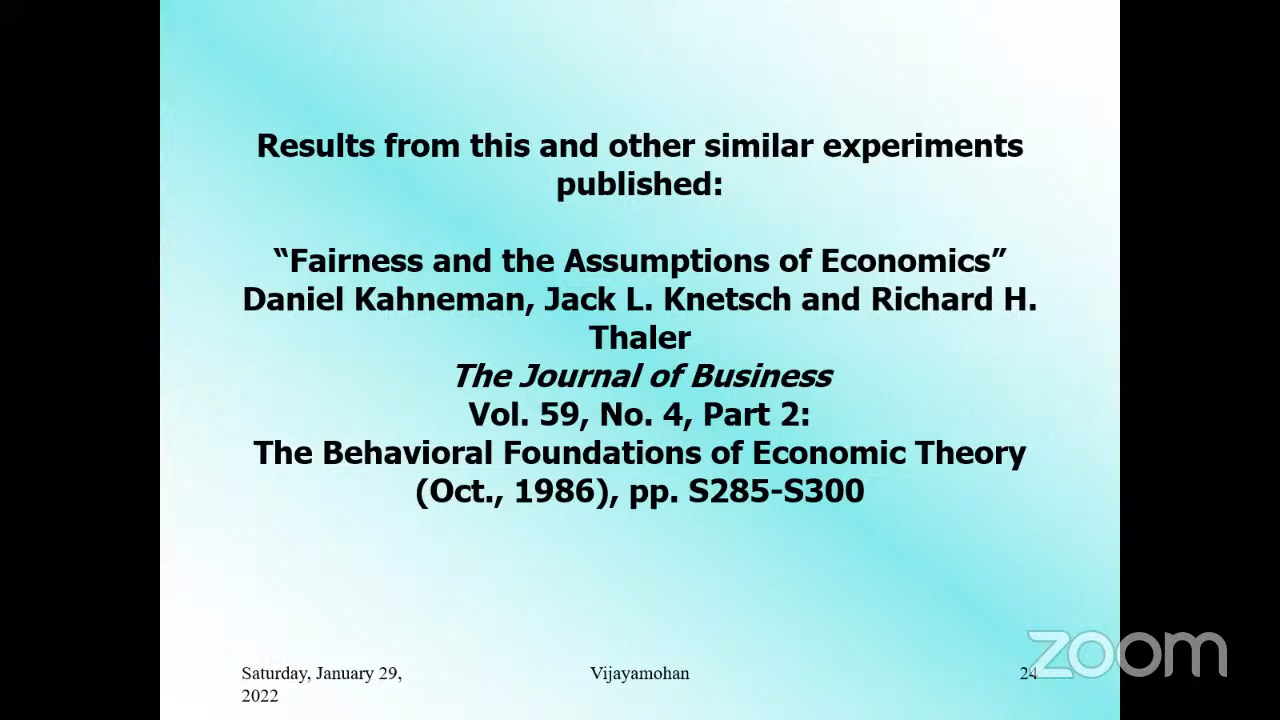 Results from this and other similar experiments
published:
“Fairness and the Assumptions of Economics”
Daniel Kahneman, Jack L. Knetsch and Richard H.
Thaler
The Journal of Business
Vol. 59, No. 4, Part 2:
The Behavioral Foundations of Economic Theory
(Oct., 1986), pp. S285-S300
Saturday, January 29,
2022
Vijayamohan
24
zoom